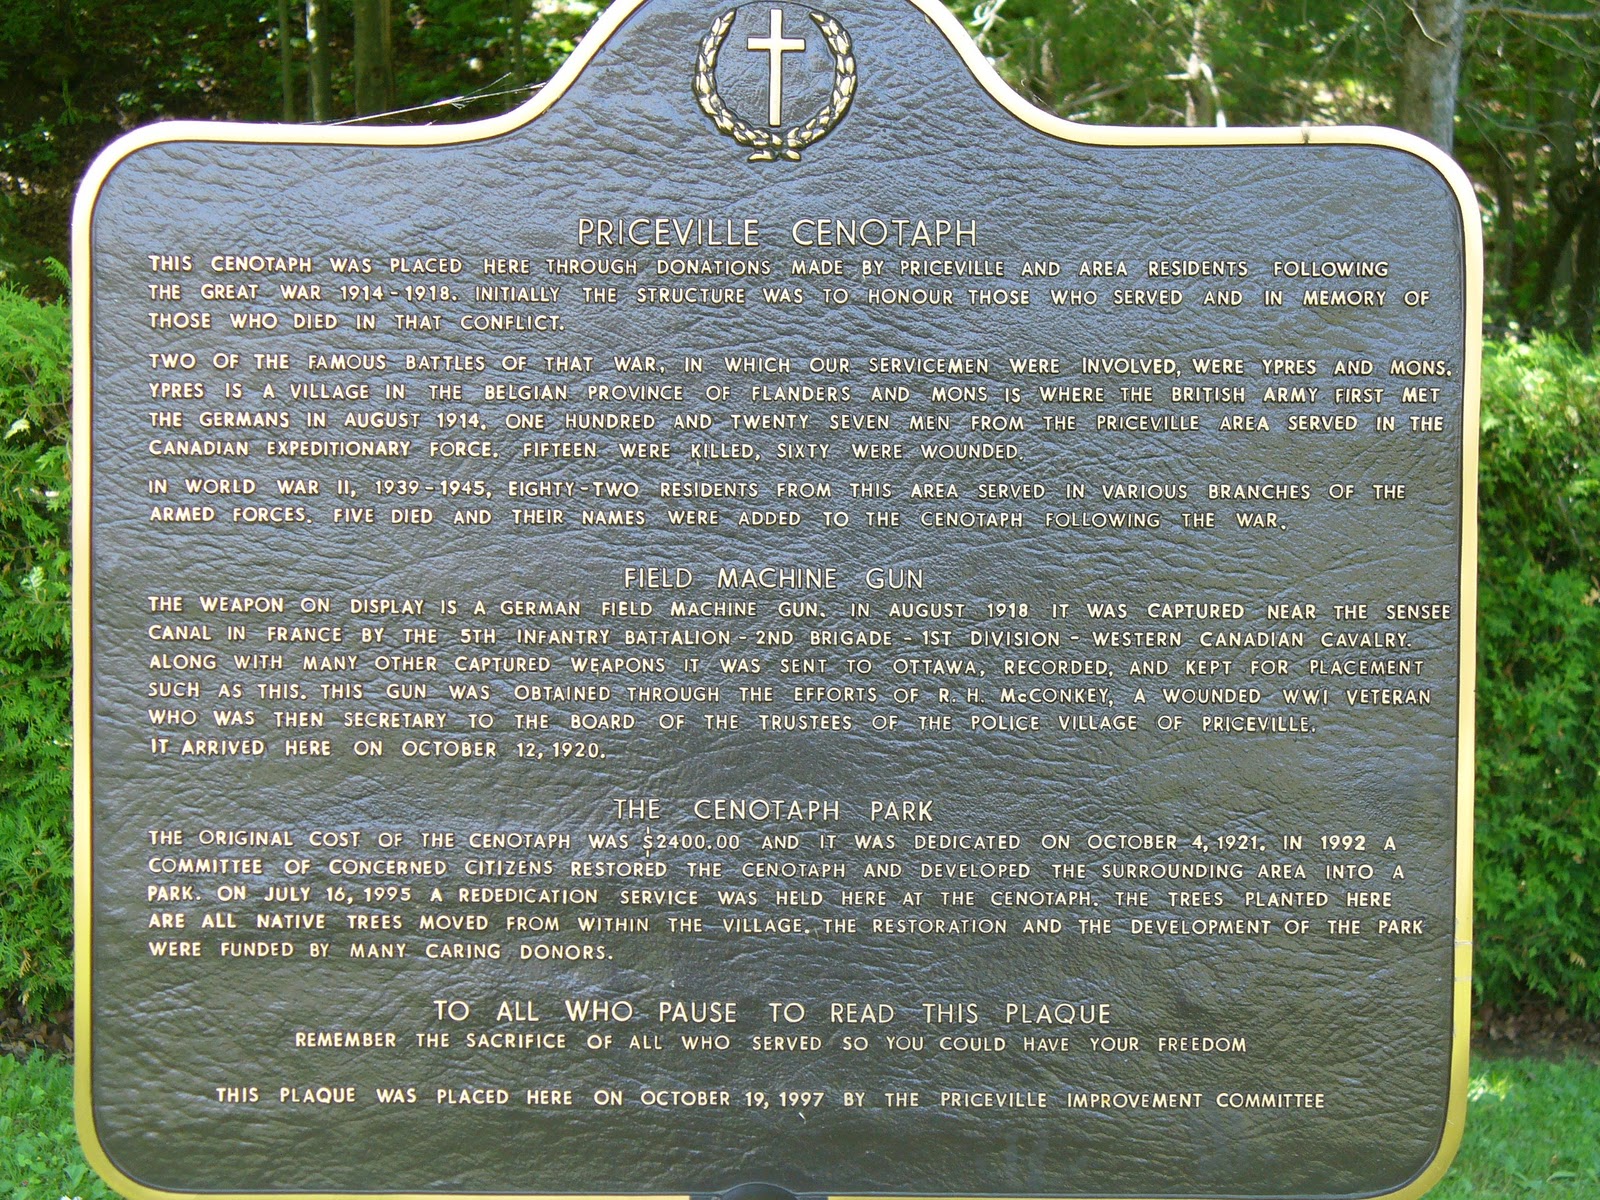 PRICEVILLE CENOTAPH
THIS CENOTAPH WAS PLACED HERE THROUGH DONATIONS MADE BY PRICEVILLE AND AREA RESIDENTS FOLLOWING
THE GREAT WAR 1914-1918. INITIALLY THE STRUCTURE WAS TO HONOUR THOSE WHO SERVED AND IN MEMORY OF
THOSE WHO DIED IN THAT CONFLICT.
TWO OF THE FAMOUS BATTLES OF THAT WAR, IN WHICH OUR SERVICEMEN WERE INVOLVED, WERE YPRES AND MONS.
YPRES IS A VILLAGE IN THE BELGIAN PROVINCE OF FLANDERS AND MONS IS WHERE THE BRITISH ARMY FIRST MET
THE GERMANS IN AUGUST 1914. ONE HUNDRED AND TWENTY SEVEN MEN FROM THE PRICEVILLE AREA SERVED IN THE
CANADIAN EXPEDITIONARY FORCE. FIFTEEN WERE KILLED, SIXTY WERE WOUNDED.
IN WORLD WAR II, 1939-1945, EIGHTY-TWO RESIDENTS FROM THIS AREA SERVED IN VARIOUS BRANCHES OF THE
ARMED FORCES. FIVE DIED AND THEIR NAMES WERE ADDED TO THE CENOTAPH FOLLOWING THE WAR.
FIELD MACHINE GUN
THE WEAPON ON DISPLAY IS A GERMAN FIELD MACHINE GUN. IN AUGUST 1918 IT WAS CAPTURED NEAR THE SENSEE
CANAL IN FRANCE BY THE 5TH INFANTRY BATTALION - 2ND BRIGADE - 1ST DIVISION - WESTERN CANADIAN CAVALRY.
ALONG WITH MANY OTHER CAPTURED WEAPONS IT WAS SENT TO OTTAWA, RECORDED, AND KEPT FOR PLACEMENT
SUCH AS THIS. THIS GUN WAS OBTAINED THROUGH THE EFFORTS OF R. H. McCONKEY, A WOUNDED WWI VETERAN
WHO WAS THEN SECRETARY TO THE BOARD OF THE TRUSTEES OF THE POLICE VILLAGE OF PRICEVILLE.
IT ARRIVED HERE ON OCTOBER 12, 1920.
THE CENOTAPH PARK
THE ORIGINAL COST OF THE CENOTAPH WAS $2400.00 AND IT WAS DEDICATED ON OCTOBER 4, 1921. IN 1992 A
COMMITTEE OF CONCERNED CITIZENS RESTORED THE CENOTAPH AND DEVELOPED THE SURROUNDING AREA INTO A
PARK. ON JULY 16, 1995 A REDEDICATION SERVICE WAS HELD HERE AT THE CENOTAPH. THE TREES PLANTED HERE
ARE ALL NATIVE TREES MOVED FROM WITHIN THE VILLAGE. THE RESTORATION AND THE DEVELOPMENT OF THE PARK
WERE FUNDED BY MANY CARING DONORS.
TO ALL WHO PAUSE TO READ THIS PLAQUE
REMEMBER THE SACRIFICE OF ALL WHO SERVED SO YOU COULD HAVE YOUR FREEDOM
THIS PLAQUE WAS PLACED HERE ON OCTOBER 19, 1997 BY THE PRICEVILLE IMPROVEMENT COMMITTEE